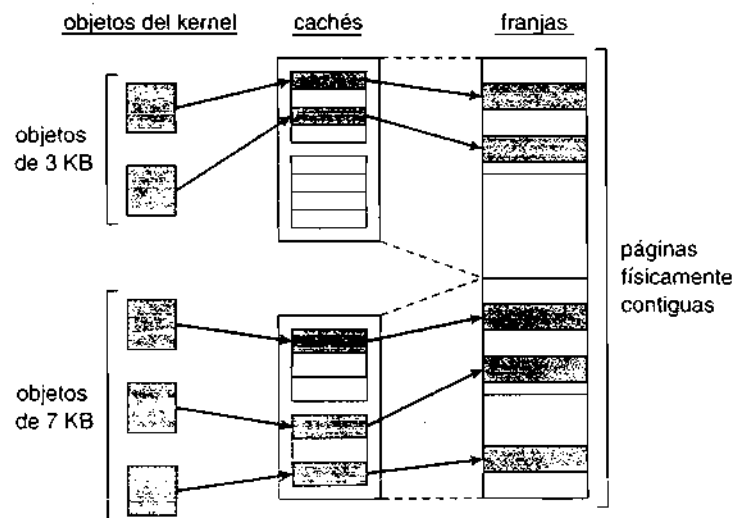 objetos del kernel
cachés
franjas
objetos
de 3 KB
objetos
de 7 KB
páginas
físicamente
contiguas